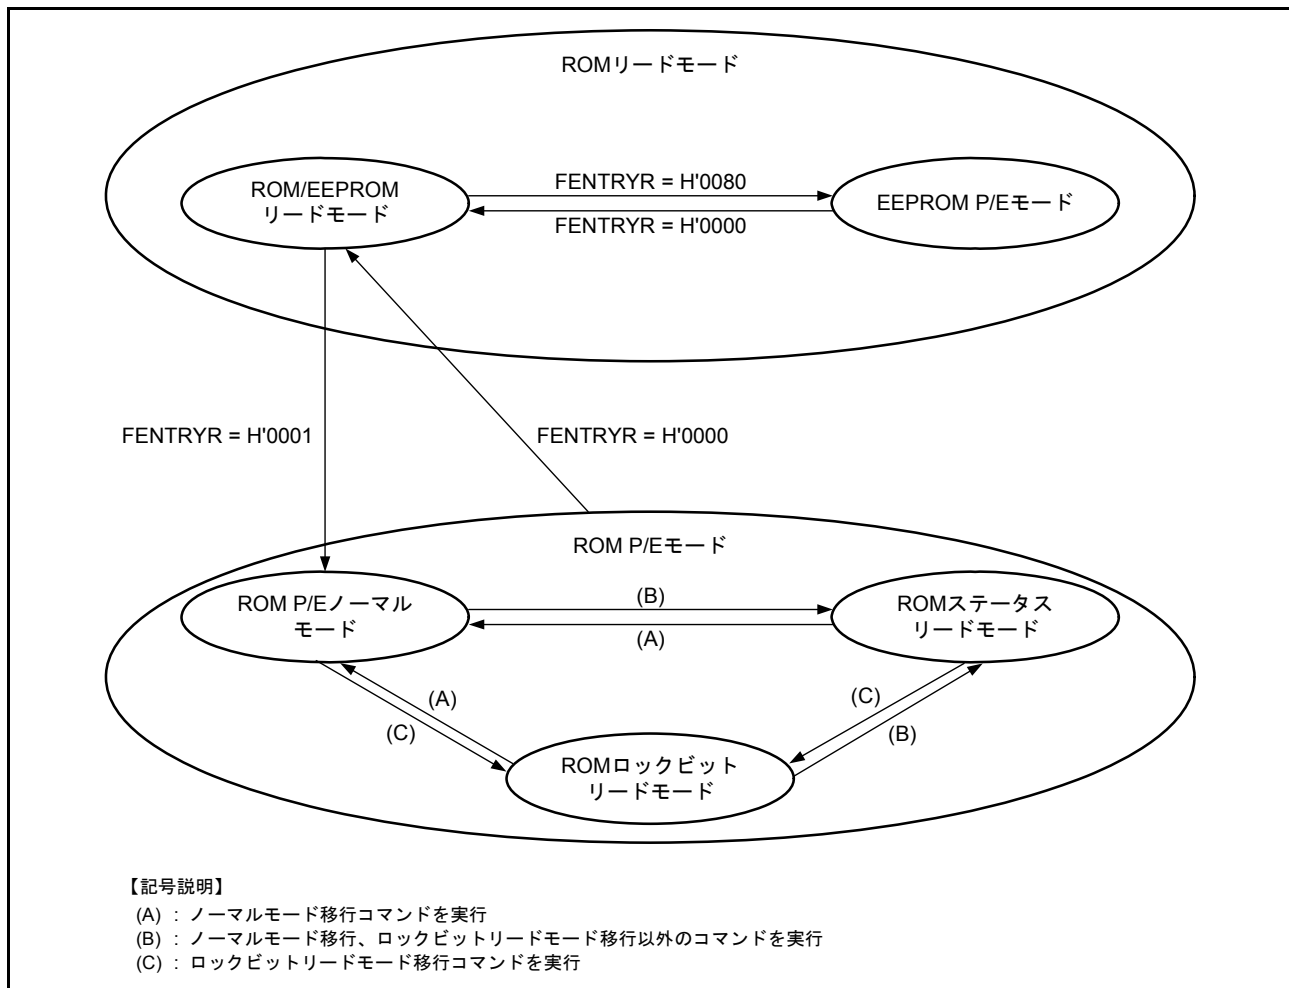 ROMリードモード
ROM/EEPROM
リードモード
FENTRYR = H'0080
FENTRYR = H'0000
EEPROM P/Eモード
FENTRYR = H'0001
FENTRYR = H'0000
ROM P/Eモード
ROM P/Eノーマル
モード
(B)
(A)
ROMステータス
リードモード
(A)
(C)
(C)
(B)
ROMロックビット
リードモード
【記号説明】
(A) : ノーマルモード移行コマンドを実行
(B) : ノーマルモード移行、ロックビットリードモード移行以外のコマンドを実行
(C) : ロックビットリードモード移行コマンドを実行